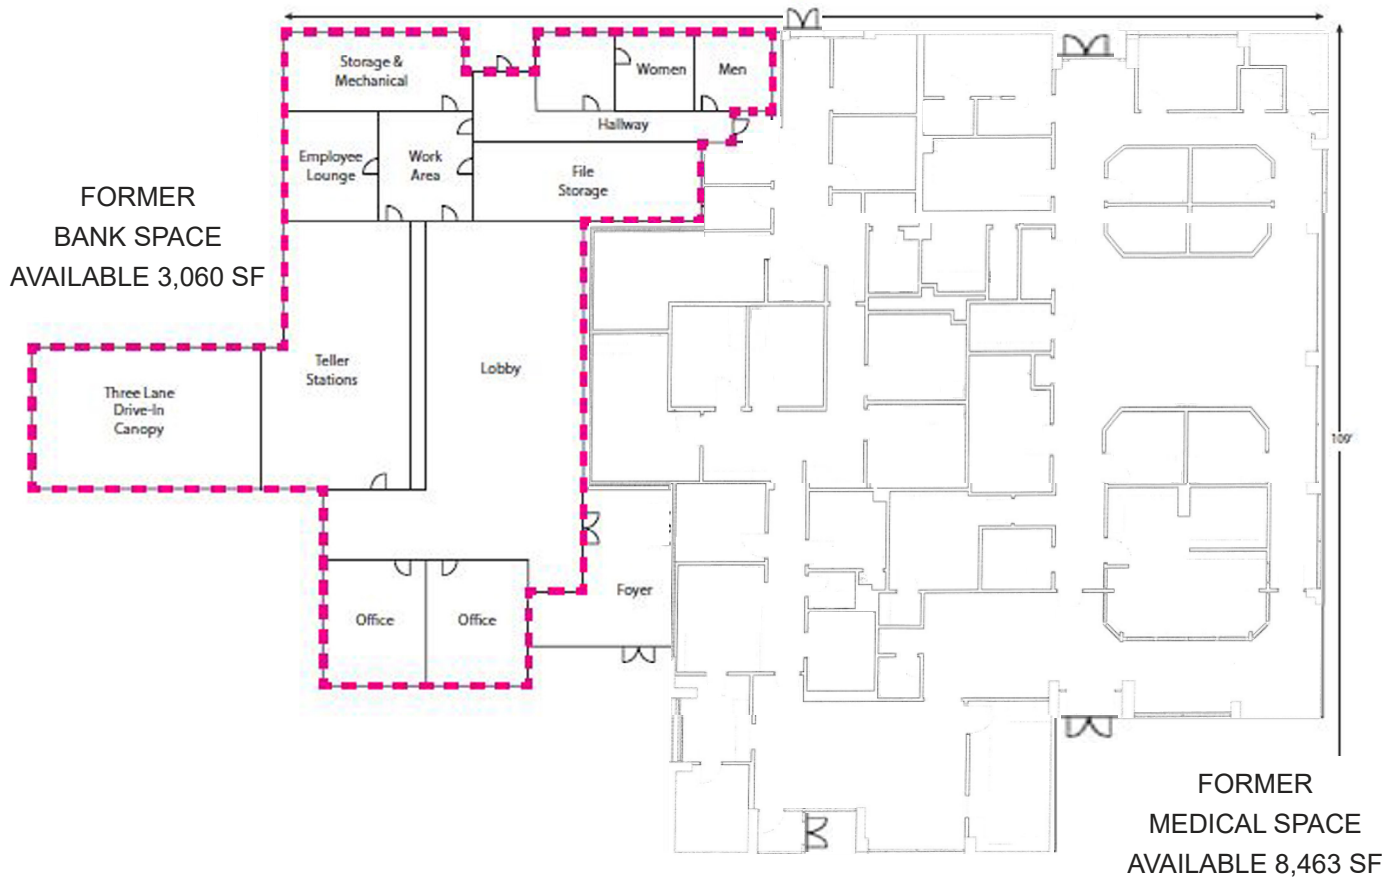 Storage &
Mechanical
Women
Men
Hallway
Employee
Lounge
Work
Area
File
Storage
FORMER
BANK SPACE
AVAILABLE 3,060 SF
Teller
Stations
Lobby
Three Lane
Drive-In
Canopy
109'
Foyer
Office
Office
FORMER
MEDICAL SPACE
AVAILABLE 8,463 SF